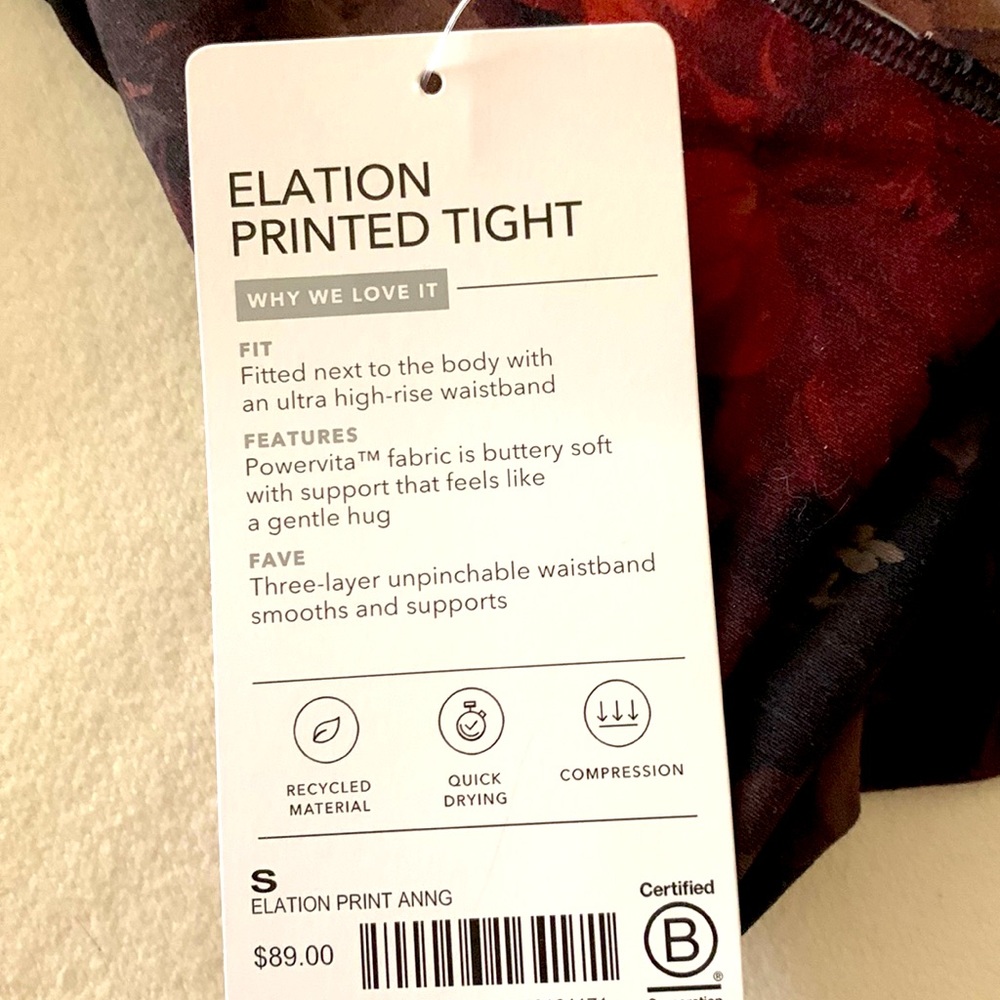 ELATION
PRINTED TIGHT
WHY WE LOVE IT
FIT
Fitted next to the body with
an ultra high-rise waistband
FEATURES
Powervita™ fabric is buttery soft
with support that feels like
a gentle hug
FAVE
Three-layer unpinchable waistband
smooths and supports
RECYCLED
MATERIAL
QUICK
DRYING
COMPRESSION
S
ELATION PRINT ANNG
$89.00
Certified
B
®